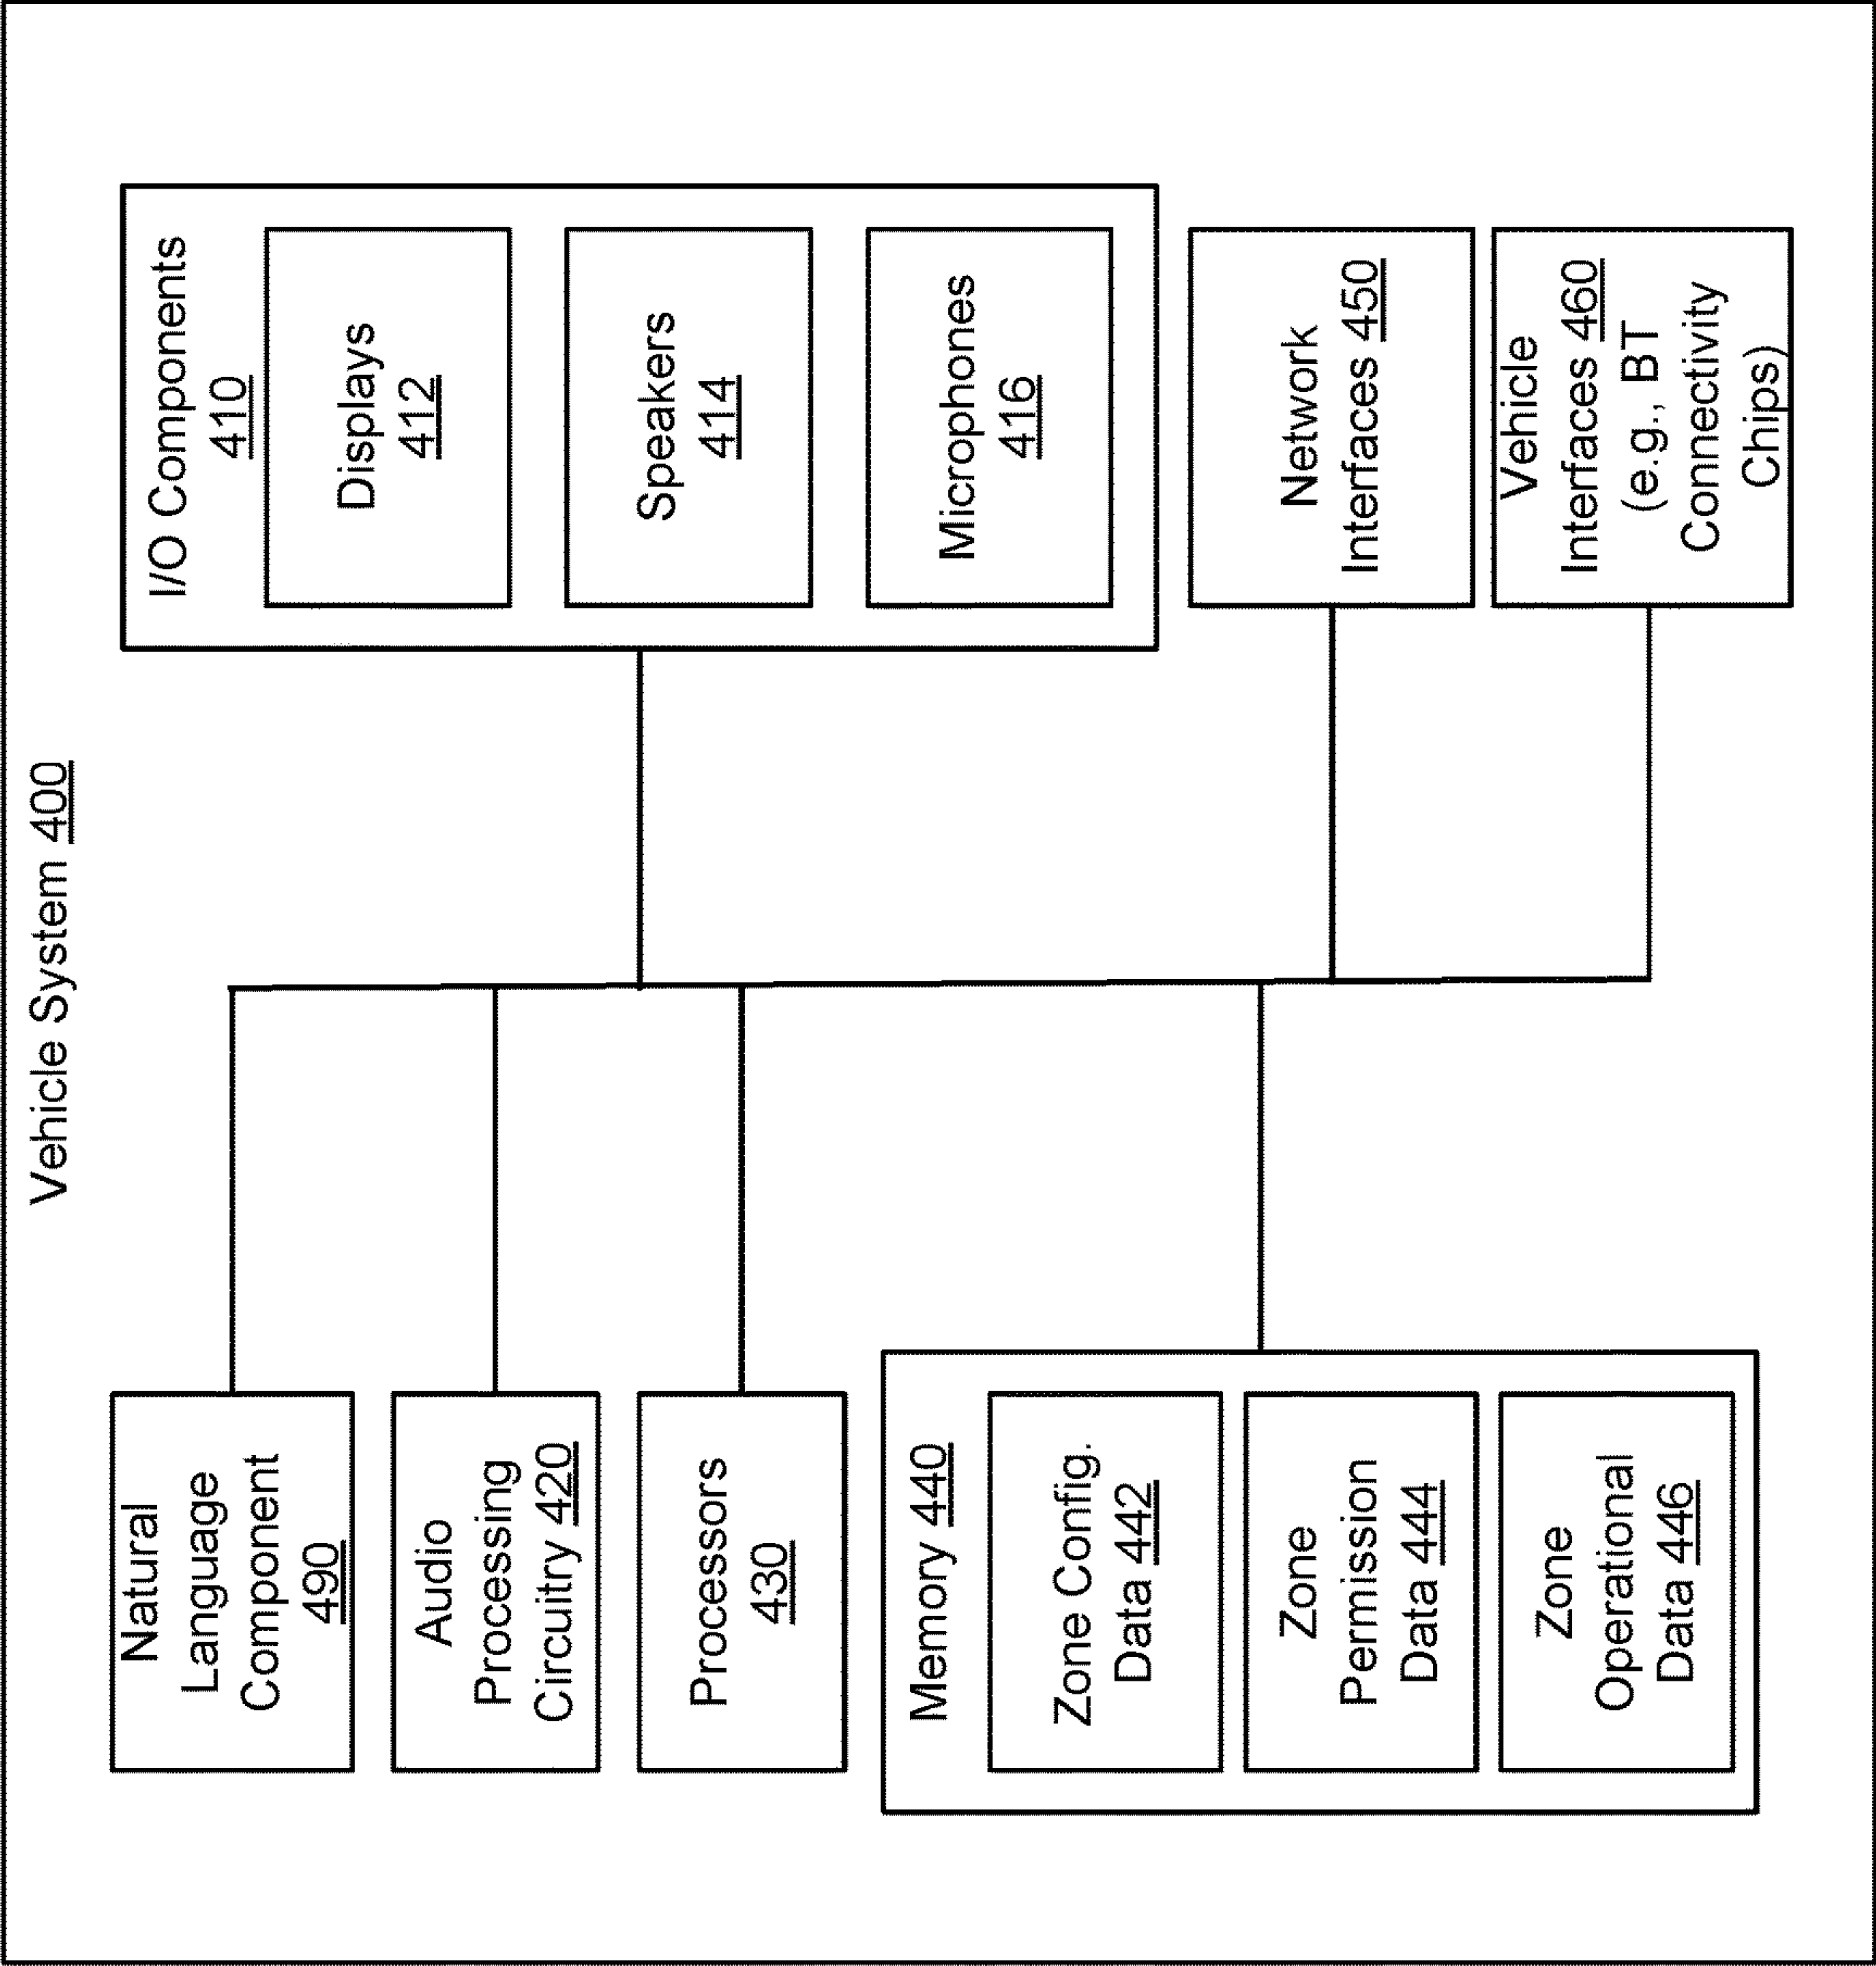 Vehicle System 400
Natural
Language
Component
490
Audio
Processing
Circuitry 420
Processors
430
Memory 440
Zone Config.
Data 442
Zone
Permission
Data 444
Zone
Operational
Data 446
I/O Components
410
Displays
412
Speakers
414
Microphones
416
Network
Interfaces 450
Vehicle
Interfaces 460
(e.g., BT
Connectivity
Chips)